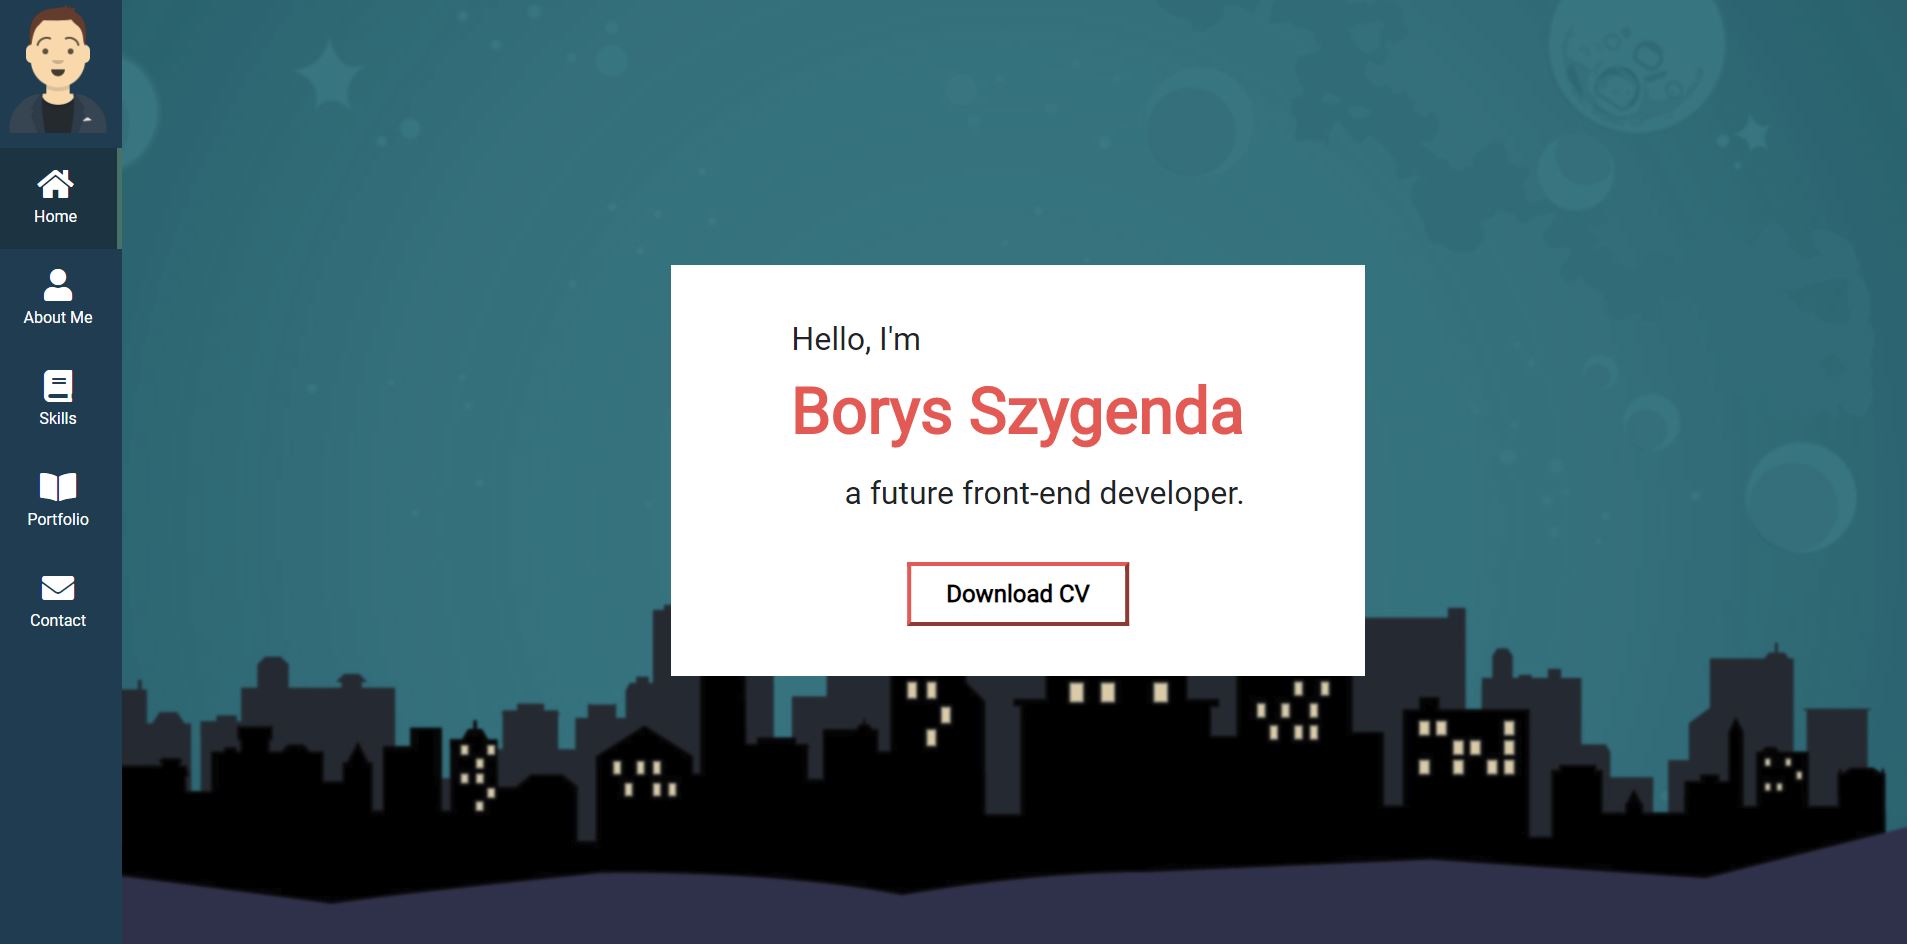 Home
About Me
Skills
Portfolio
Contact
Hello, I'm
Borys Szygenda
a future front-end developer.
Download CV